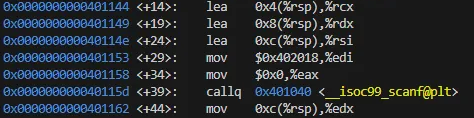 0x0000000000401144 <+14>: lea 0x4(%rsp),%rcx
0x0000000000401149 <+19>: lea 0x8(%rsp),%rdx
0x000000000040114e <+24>: lea 0xc(%rsp),%rsi
0x0000000000401153 <+29>: mov $0x402018,%edi
0x0000000000401158 <+34>: mov $0x0,%eax
0x000000000040115d <+39>: callq 0x401040 <__isoc99_scanf@plt>
0x0000000000401162 <+44>: mov 0xc(%rsp),%edx